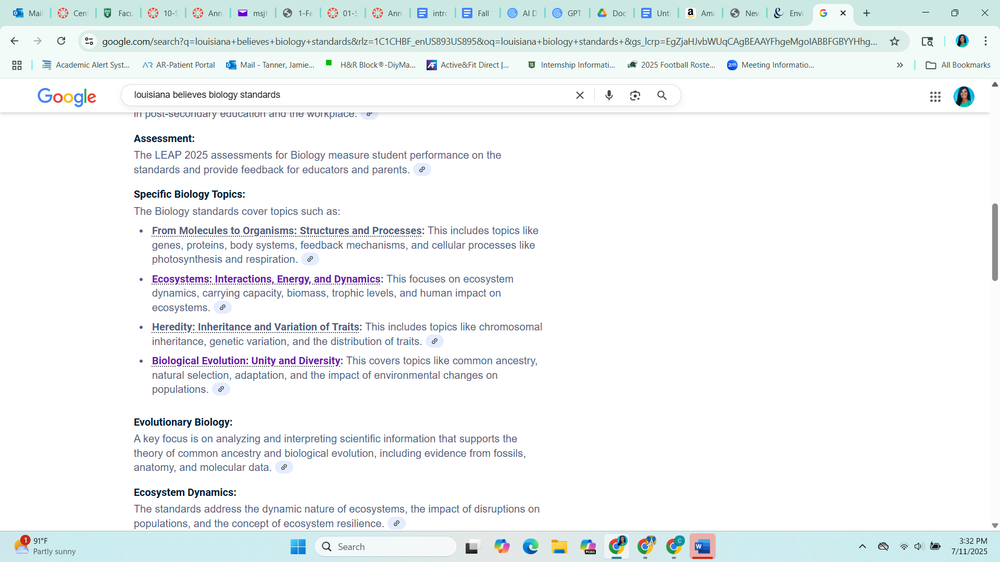 Mail
Cent
Facu
10-S
Ann
msjt
1-Fe
01-S
Ann
intro
Fall
AI D
GPT
Doc
Unti
Ama
New
Envi
google.com/search?q=louisiana+believes+biology+standards&rlz=1C1CHBF_enUS893US895&oq=louisiana+biology+standards+&gs_lcrp=EgZjaHJvbWUqCAgBEAAYFhgeMgoIABBFGBYYHhg...
Academic Alert Syst...
AR-Patient Portal
Mail - Tanner, Jamie...
H&R Block®-DiyMa...
Active&Fit Direct |...
Internship Informati...
2025 Football Roste...
zm
Meeting Informatio...
All Bookmarks
Google
louisiana believes biology standards
in post-secondary education and the workplace.
Assessment:
The LEAP 2025 assessments for Biology measure student performance on the
standards and provide feedback for educators and parents.
Specific Biology Topics:
The Biology standards cover topics such as:
From Molecules to Organisms: Structures and Processes: This includes topics like
genes, proteins, body systems, feedback mechanisms, and cellular processes like
photosynthesis and respiration.
Ecosystems: Interactions, Energy, and Dynamics: This focuses on ecosystem
dynamics, carrying capacity, biomass, trophic levels, and human impact on
ecosystems.
Heredity: Inheritance and Variation of Traits: This includes topics like chromosomal
inheritance, genetic variation, and the distribution of traits.
Biological Evolution: Unity and Diversity: This covers topics like common ancestry,
natural selection, adaptation, and the impact of environmental changes on
populations.
Evolutionary Biology:
A key focus is on analyzing and interpreting scientific information that supports the
theory of common ancestry and biological evolution, including evidence from fossils,
anatomy, and molecular data.
Ecosystem Dynamics:
The standards address the dynamic nature of ecosystems, the impact of disruptions on
populations, and the concept of ecosystem resilience.
1
91°F
Partly sunny
Search
M365
C
W
3:32 PM
7/11/2025